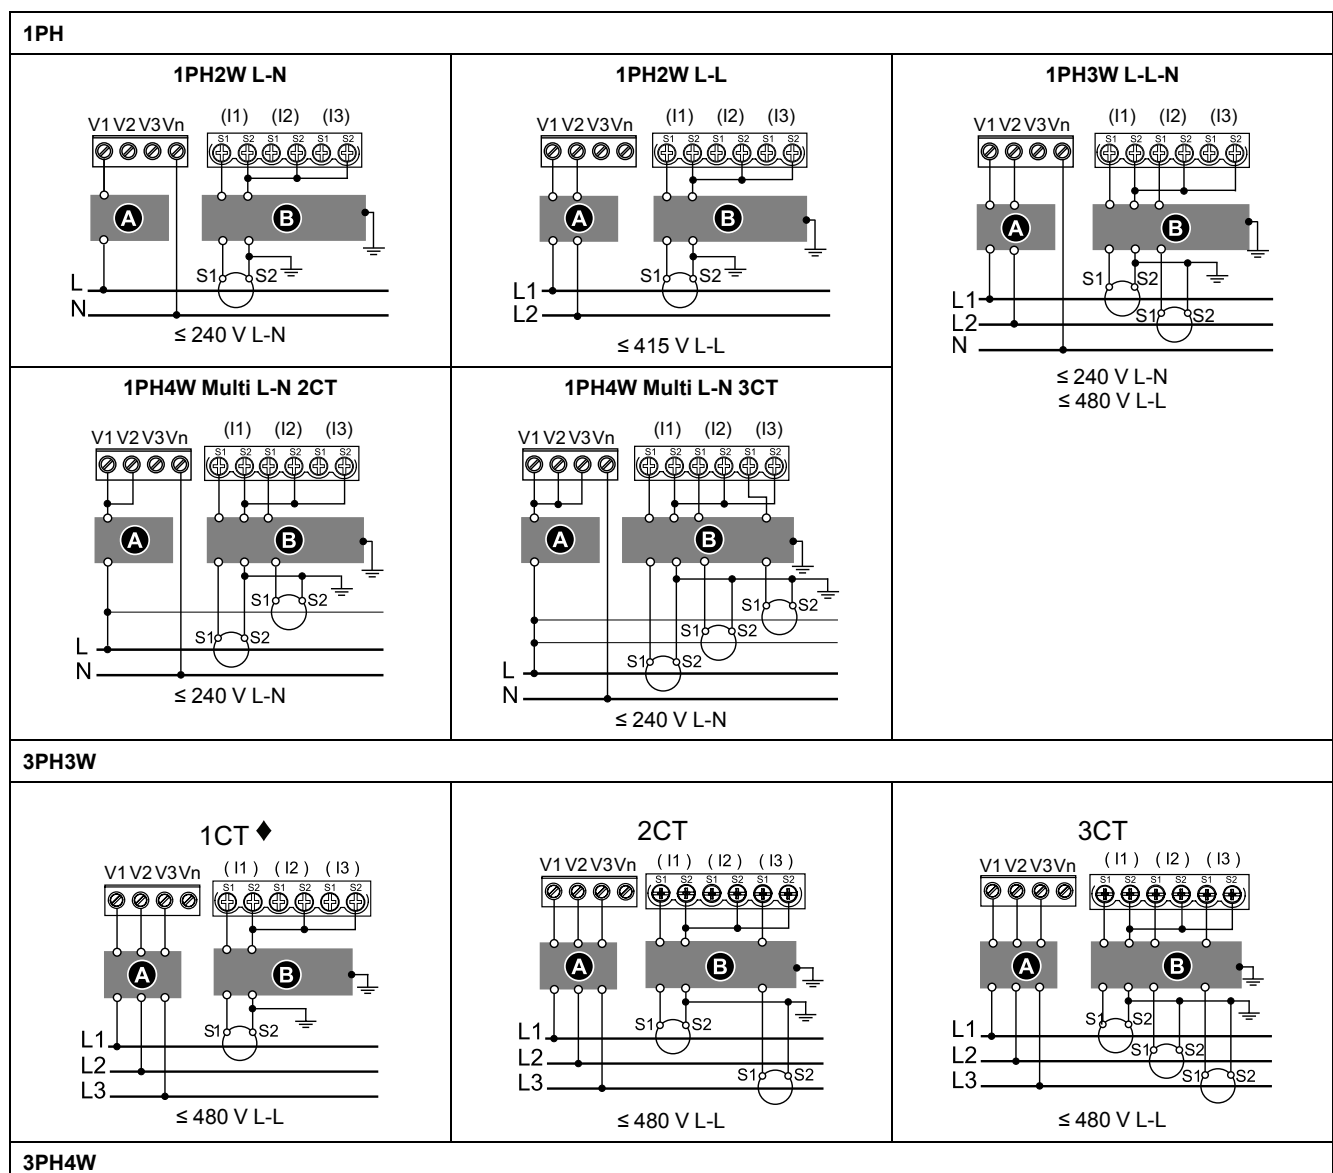 1PH
1PH2W L-N
V1 V2 V3 Vn
(I1) (I2) (I3)
S1 S2 S1 S2 S1 S2
A
B
S1 S2
L
N
≤ 240 V L-N
1PH2W L-L
V1 V2 V3 Vn
(I1) (I2) (I3)
S1 S2 S1 S2 S1 S2
A
B
S1 S2
L1
L2
≤ 415 V L-L
1PH3W L-L-N
V1 V2 V3 Vn
(I1) (I2) (I3)
S1 S2 S1 S2 S1 S2
A
B
S1 S2
L1
S1 S2
L2
N
≤ 240 V L-N
≤ 480 V L-L
1PH4W Multi L-N 2CT
V1 V2 V3 Vn
(I1) (I2) (I3)
S1 S2 S1 S2 S1 S2
A
B
S1 S2
S1 S2
L
N
≤ 240 V L-N
1PH4W Multi L-N 3CT
V1 V2 V3 Vn
(I1) (I2) (I3)
S1 S2 S1 S2 S1 S2
A
B
S1 S2
S1 S2
S1 S2
L
N
≤ 240 V L-N
3PH3W
1CT ♦
V1 V2 V3 Vn
( I1 ) ( I2 ) ( I3 )
S1 S2 S1 S2 S1 S2
A
B
S1 S2
L1
L2
L3
≤ 480 V L-L
2CT
V1 V2 V3 Vn
( I1 ) ( I2 ) ( I3 )
S1 S2 S1 S2 S1 S2
A
B
S1 S2
L1
L2
S1 S2
L3
≤ 480 V L-L
3CT
V1 V2 V3 Vn
( I1 ) ( I2 ) ( I3 )
S1 S2 S1 S2 S1 S2
A
B
S1 S2
L1
S1 S2
L2
S1 S2
L3
≤ 480 V L-L
3PH4W